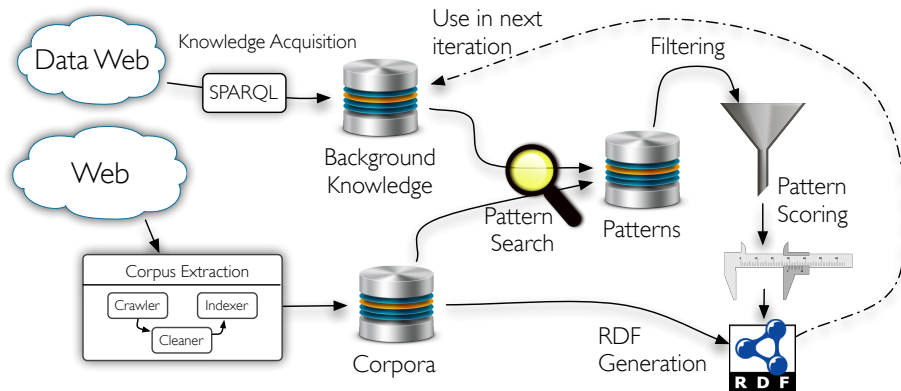 Data Web
Knowledge Acquisition
SPARQL
Use in next
iteration
Filtering
Background
Knowledge
Web
Pattern
Search
Patterns
Pattern
Scoring
Corpus Extraction
Crawler
Indexer
Cleaner
Corpora
RDF
Generation
R D F